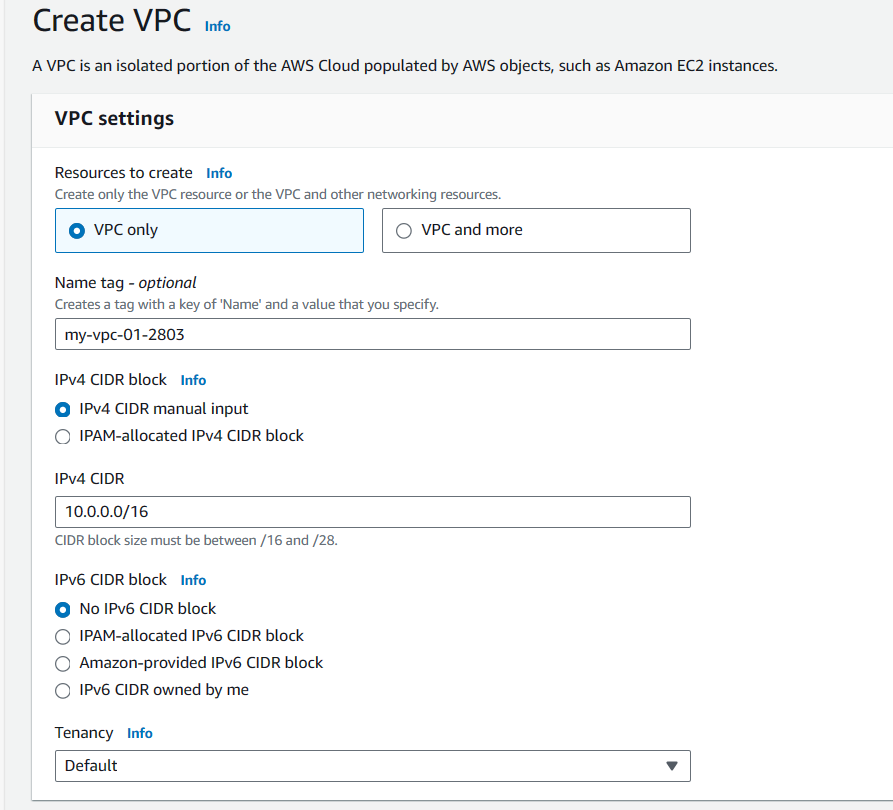 Create VPC Info
A VPC is an isolated portion of the AWS Cloud populated by AWS objects, such as Amazon EC2 instances.
VPC settings
Resources to create Info
Create only the VPC resource or the VPC and other networking resources.
VPC only
VPC and more
Name tag - optional
Creates a tag with a key of 'Name' and a value that you specify.
my-vpc-01-2803
IPv4 CIDR block Info
IPv4 CIDR manual input
IPAM-allocated IPv4 CIDR block
IPv4 CIDR
10.0.0.0/16
CIDR block size must be between /16 and /28.
IPv6 CIDR block Info
No IPv6 CIDR block
IPAM-allocated IPv6 CIDR block
Amazon-provided IPv6 CIDR block
IPv6 CIDR owned by me
Tenancy Info
Default